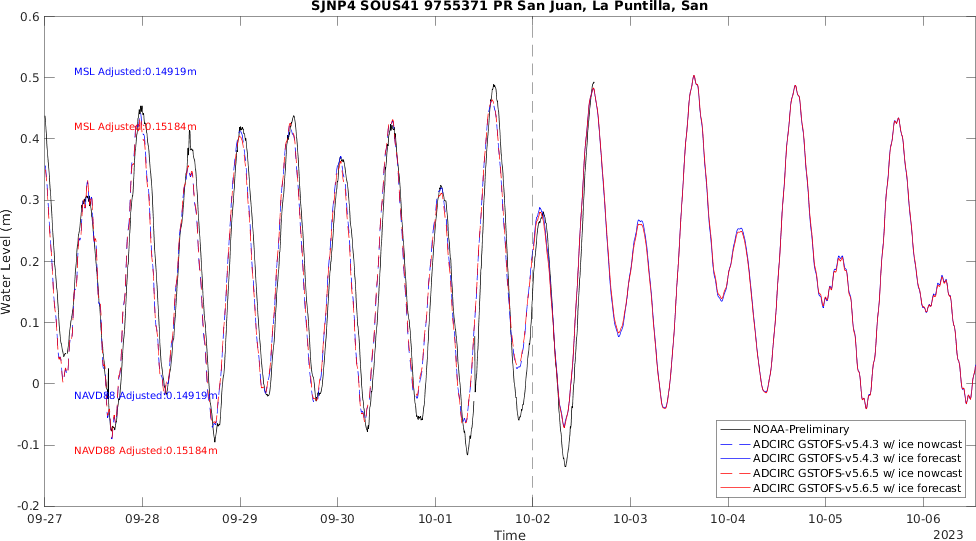 SJNP4 SOUS41 9755371 PR San Juan, La Puntilla, San
0.6
0.5
0.4
0.3
0.2
0.1
0
-0.1
-0.2
Water Level (m)
MSL Adjusted:0.14919m
MSL Adjusted:0.15184m
NAVD88 Adjusted:0.14919m
NAVD88 Adjusted:0.15184m
NOAA-Preliminary
ADCIRC GSTOFS-v5.4.3 w/ ice nowcast
ADCIRC GSTOFS-v5.4.3 w/ ice forecast
ADCIRC GSTOFS-v5.6.5 w/ ice nowcast
ADCIRC GSTOFS-v5.6.5 w/ ice forecast
09-27 09-28 09-29 09-30 10-01 10-02 10-03 10-04 10-05 10-06
Time
2023